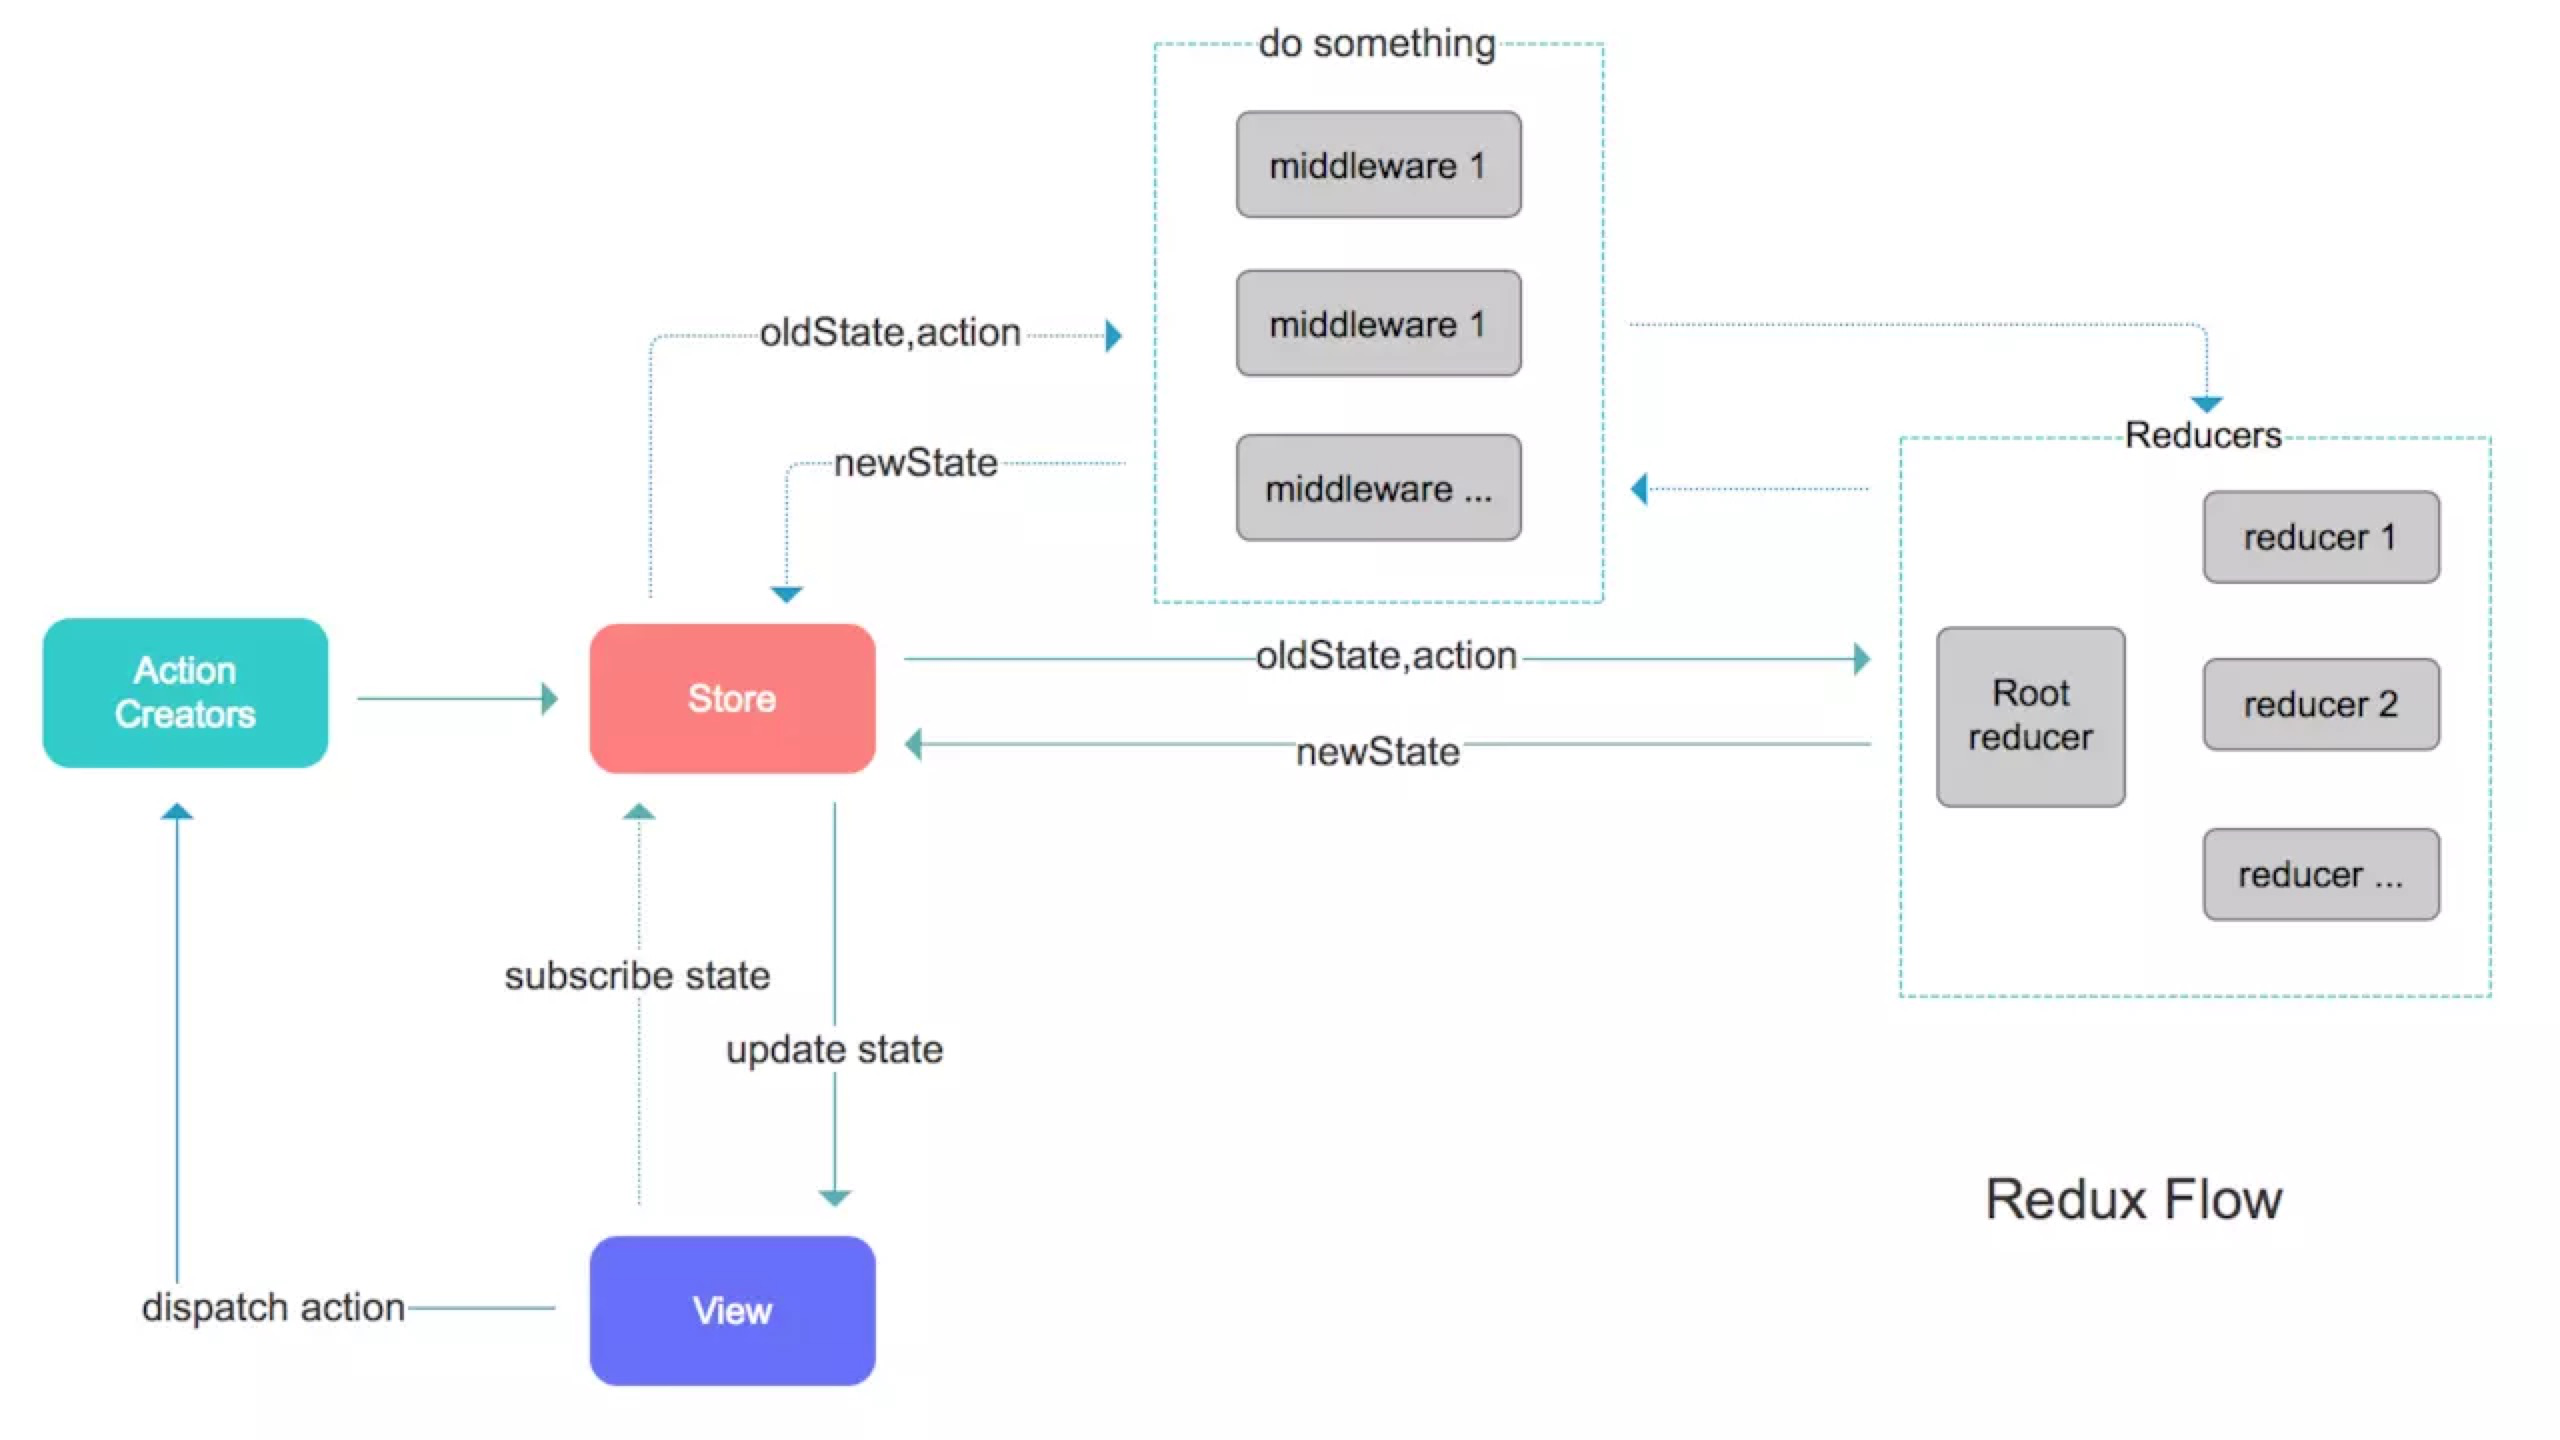 do something
middleware 1
middleware 1
middleware ...
oldState,action
newState
Reducers
reducer 1
Root
reducer
reducer 2
reducer ...
Action
Creators
Store
oldState,action
newState
subscribe state
update state
dispatch action
View
Redux Flow